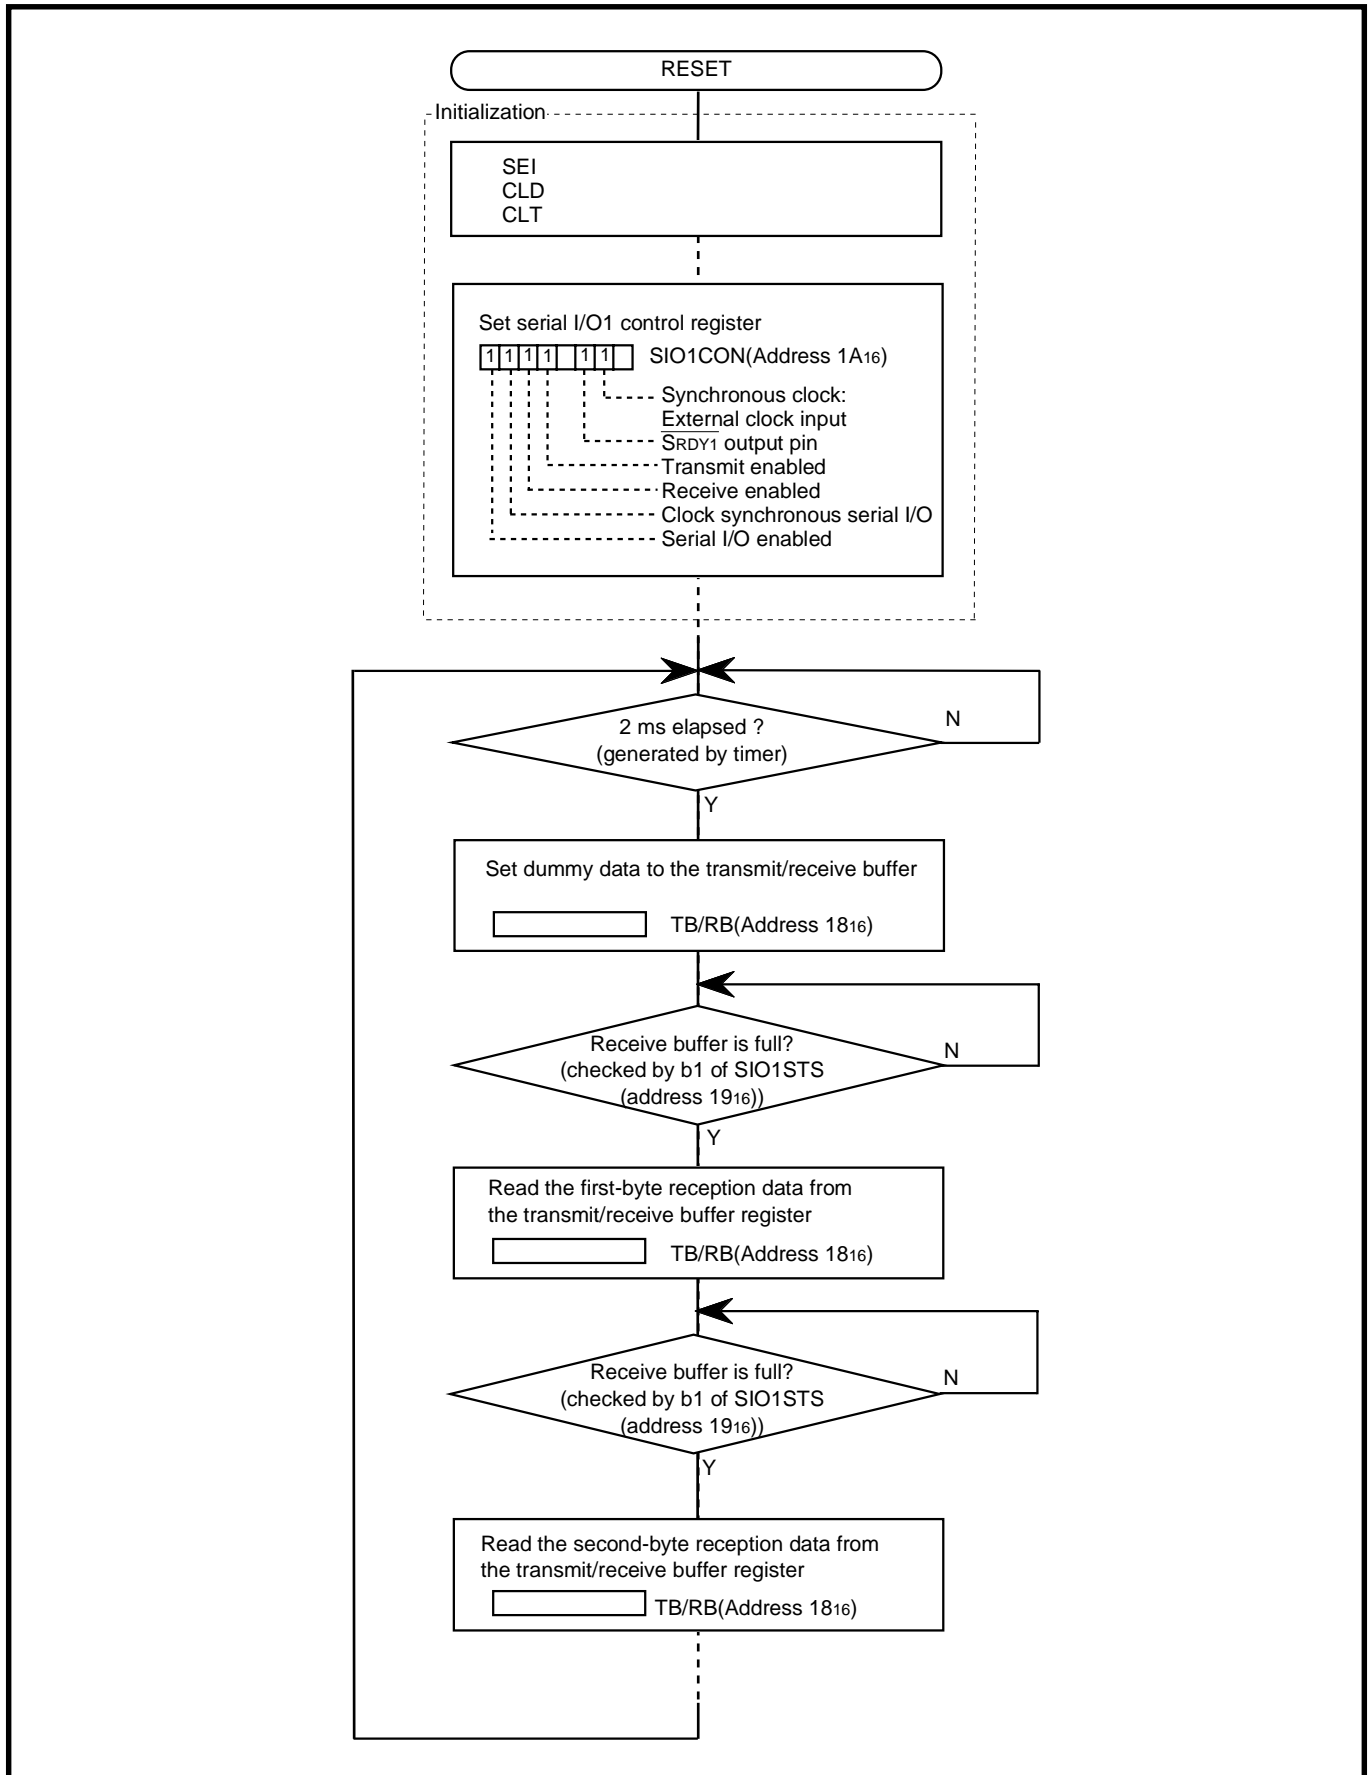 RESET
Initialization
SEI
CLD
CLT
Set serial I/O1 control register
1 1 1 1 1 1 SIO1CON(Address 1A16)
Synchronous clock:
External clock input
SRDY1 output pin
Transmit enabled
Receive enabled
Clock synchronous serial I/O
Serial I/O enabled
2 ms elapsed ?
(generated by timer)
N
Y
Set dummy data to the transmit/receive buffer
TB/RB(Address 1816)
Receive buffer is full?
(checked by b1 of SIO1STS
(address 1916))
N
Y
Read the first-byte reception data from
the transmit/receive buffer register
TB/RB(Address 1816)
Receive buffer is full?
(checked by b1 of SIO1STS
(address 1916))
N
Y
Read the second-byte reception data from
the transmit/receive buffer register
TB/RB(Address 1816)